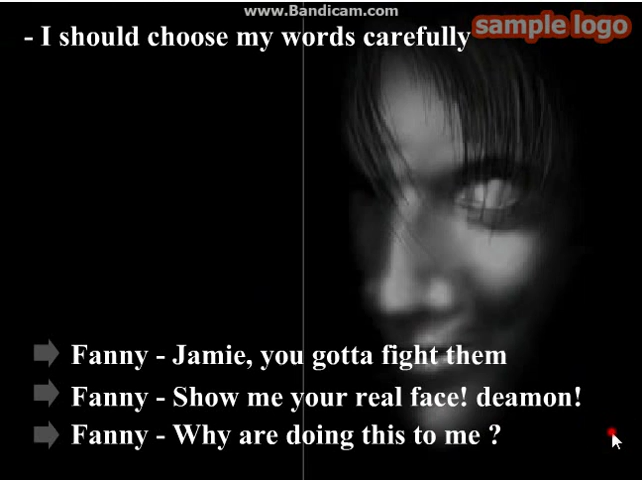 www.Bandicam.com
- I should choose my words carefully
sample logo
Fanny - Jamie, you gotta fight them
Fanny - Show me your real face! deamon!
Fanny - Why are doing this to me ?